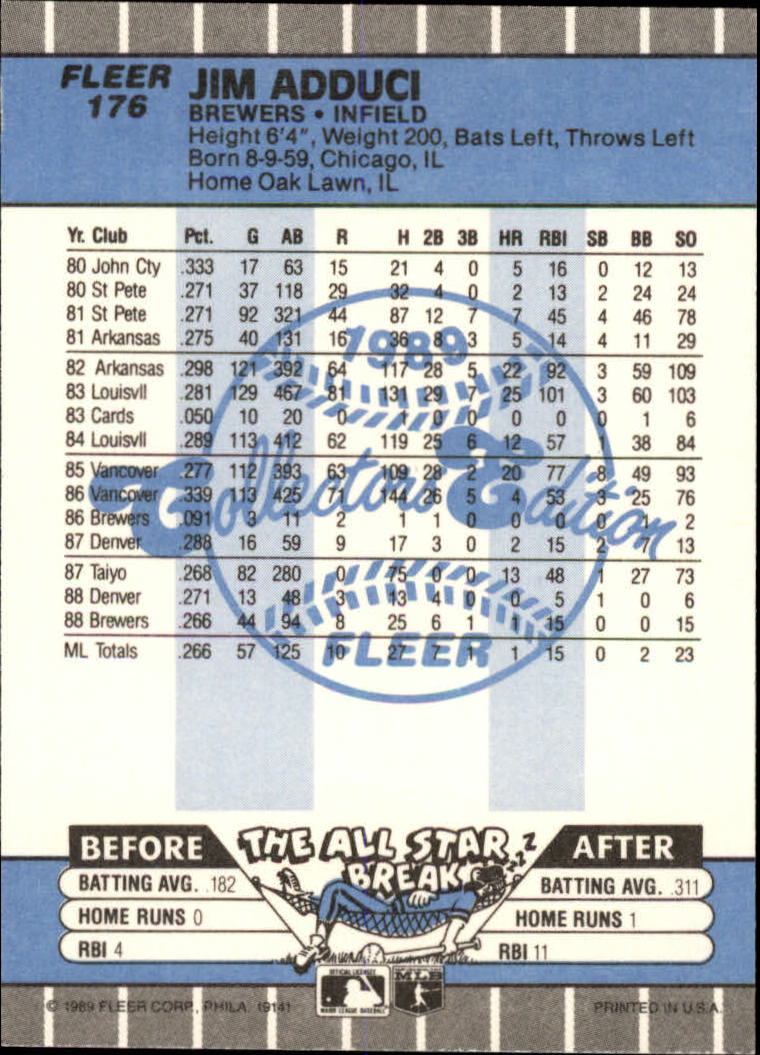 FLEER
176
JIM ADDUCI
BREWERS • INFIELD
Height 6'4", Weight 200, Bats Left, Throws Left
Born 8-9-59, Chicago, IL
Home Oak Lawn, IL
Yr. Club Pct. G AB R H 2B 3B HR RBI SB BB SO
80 John Cty .333 17 63 15 21 4 0 5 16 0 12 13
80 St Pete .271 37 118 29 32 4 0 2 13 2 24 24
81 St Pete .271 92 321 44 87 12 7 7 45 4 46 78
81 Arkansas .275 40 131 16 36 8 3 5 14 4 11 29
82 Arkansas .298 121 392 64 117 28 5 22 92 3 59 109
83 Louisvll .281 129 467 81 131 29 7 25 101 3 60 103
83 Cards .050 10 20 0 1 0 0 0 0 0 1 6
84 Louisvll .289 113 412 62 119 25 6 12 57 1 38 84
85 Vancover .277 112 393 63 109 28 2 20 77 8 49 93
86 Vancover .339 113 425 71 144 26 5 4 53 3 25 76
86 Brewers .091 3 11 2 1 1 0 0 0 0 1 2
87 Denver .288 16 59 9 17 3 0 2 15 2 7 13
87 Taiyo .268 82 280 0 75 0 0 13 48 1 27 73
88 Denver .271 13 48 3 13 4 0 0 5 1 0 6
88 Brewers .266 44 94 8 25 6 1 1 15 0 0 15
ML Totals .266 57 125 10 27 7 1 1 15 0 2 23
1989
Collectors Edition
FLEER
BEFORE THE ALL STAR BREAK AFTER
ZZZ
BATTING AVG. .182 BATTING AVG. .311
HOME RUNS 0 HOME RUNS 1
RBI 4 RBI 11
OFFICIAL LICENSEE
MAJOR LEAGUE BASEBALL
MLB
© 1989 FLEER CORP., PHILA. 19141 PRINTED IN U.S.A.